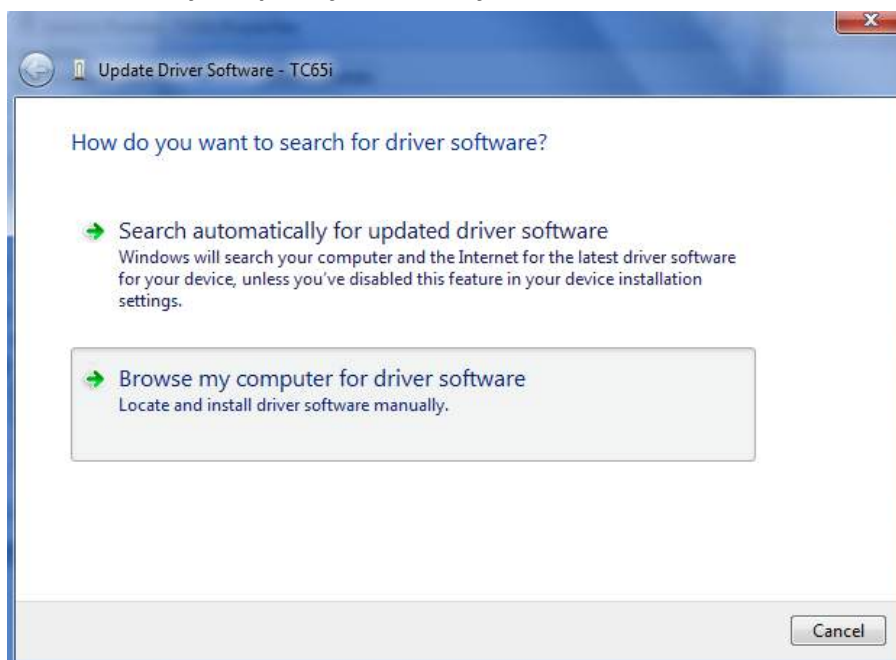 Update Driver Software - TC65i
How do you want to search for driver software?
Search automatically for updated driver software
Windows will search your computer and the Internet for the latest driver software
for your device, unless you've disabled this feature in your device installation
settings.
Browse my computer for driver software
Locate and install driver software manually.
Cancel